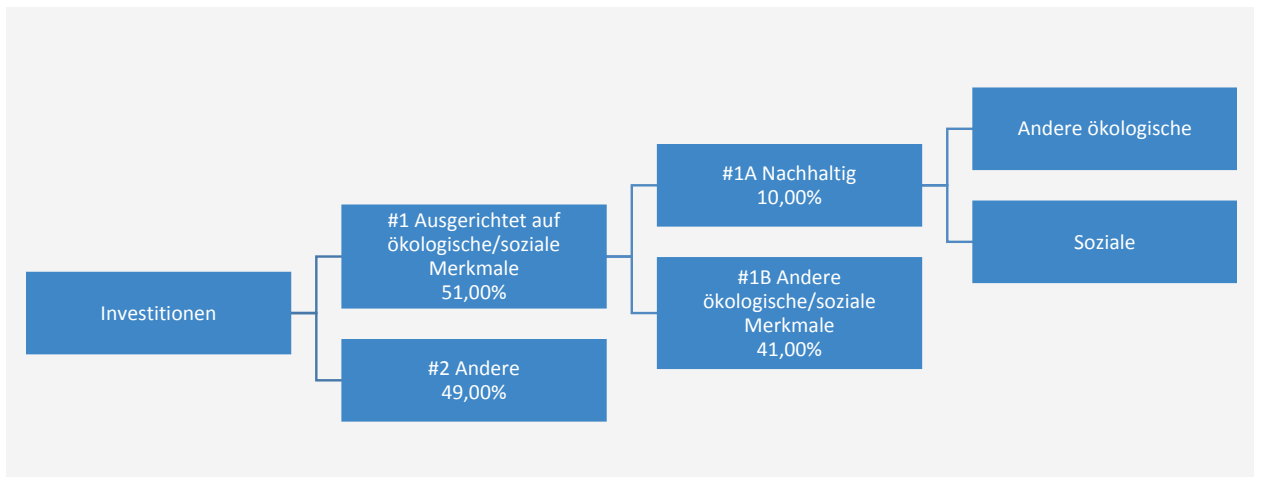 Investitionen
#1 Ausgerichtet auf
ökologische/soziale
Merkmale
51,00%
#2 Andere
49,00%
#1A Nachhaltig
10,00%
#1B Andere
ökologische/soziale
Merkmale
41,00%
Andere ökologische
Soziale